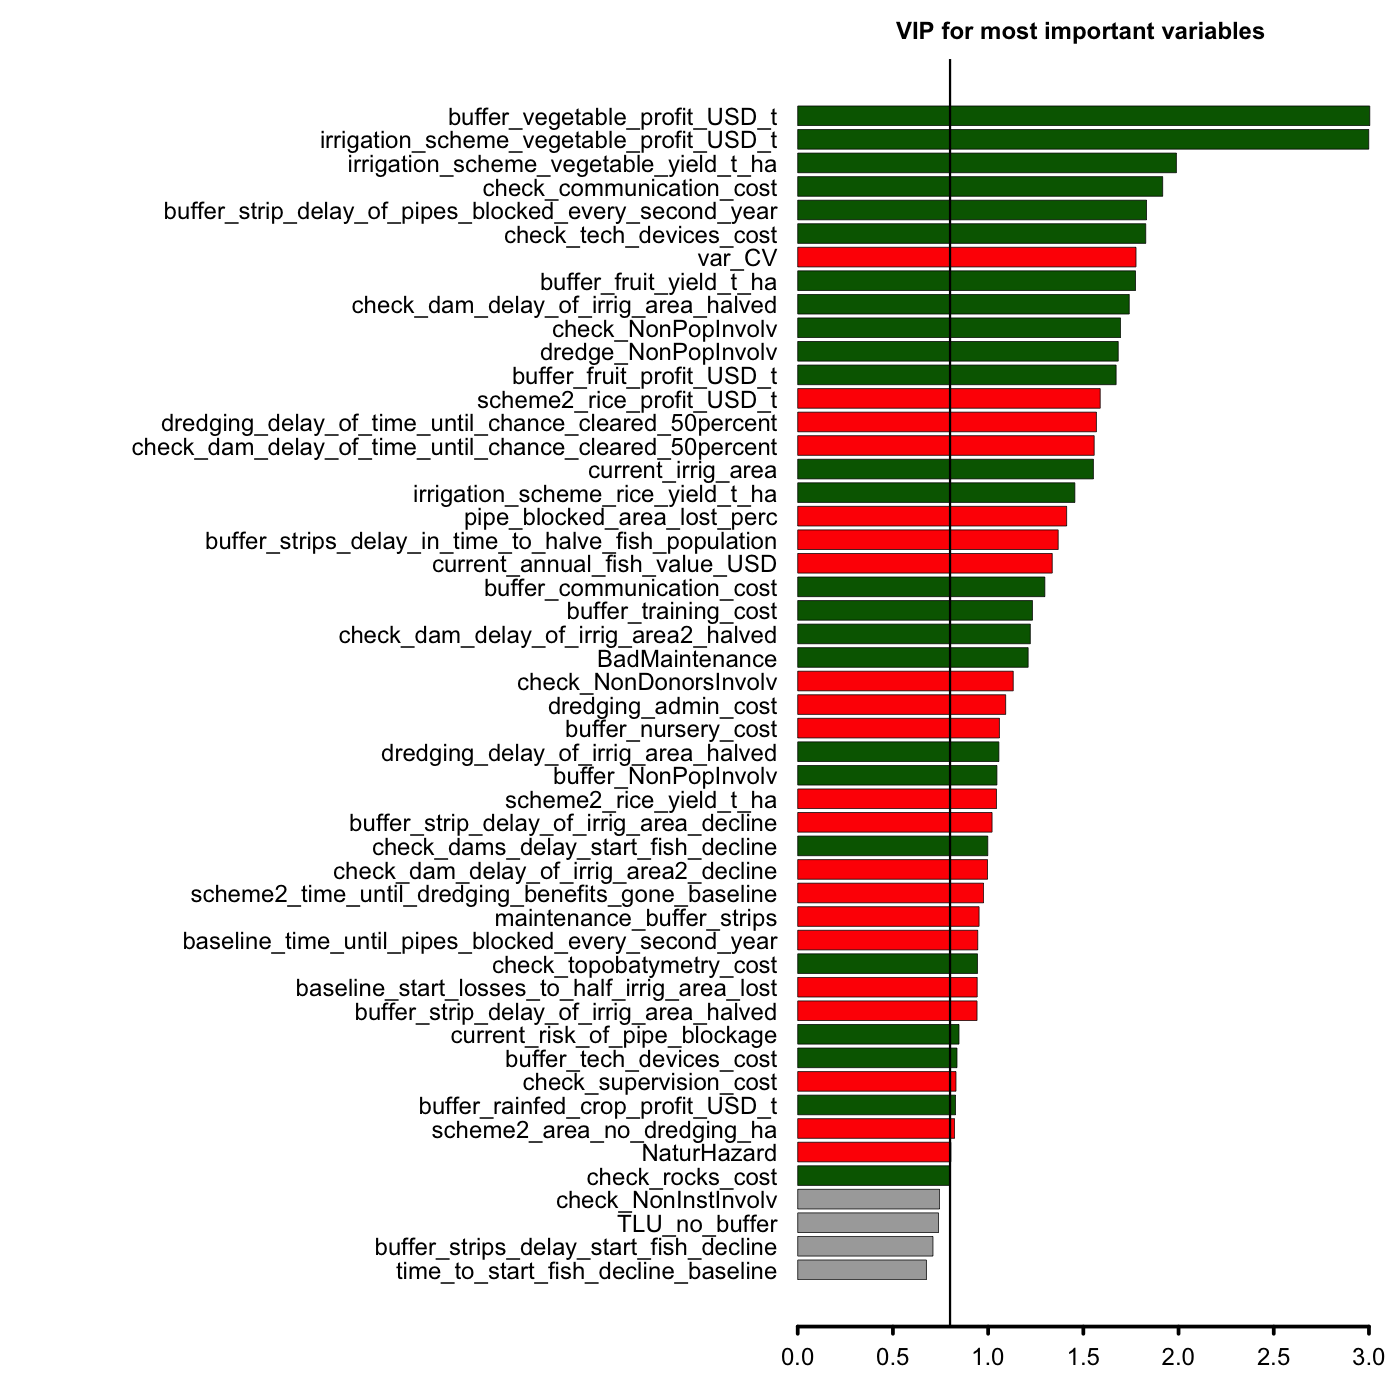 VIP for most important variables
buffer_vegetable_profit_USD_t
irrigation_scheme_vegetable_profit_USD_t
irrigation_scheme_vegetable_yield_t_ha
check_communication_cost
buffer_strip_delay_of_pipes_blocked_every_second_year
check_tech_devices_cost
var_CV
buffer_fruit_yield_t_ha
check_dam_delay_of_irrig_area_halved
check_NonPopInvolv
dredge_NonPopInvolv
buffer_fruit_profit_USD_t
scheme2_rice_profit_USD_t
dredging_delay_of_time_until_chance_cleared_50percent
check_dam_delay_of_time_until_chance_cleared_50percent
current_irrig_area
irrigation_scheme_rice_yield_t_ha
pipe_blocked_area_lost_perc
buffer_strips_delay_in_time_to_halve_fish_population
current_annual_fish_value_USD
buffer_communication_cost
buffer_training_cost
check_dam_delay_of_irrig_area2_halved
BadMaintenance
check_NonDonorsInvolv
dredging_admin_cost
buffer_nursery_cost
dredging_delay_of_irrig_area_halved
buffer_NonPopInvolv
scheme2_rice_yield_t_ha
buffer_strip_delay_of_irrig_area_decline
check_dams_delay_start_fish_decline
check_dam_delay_of_irrig_area2_decline
scheme2_time_until_dredging_benefits_gone_baseline
maintenance_buffer_strips
baseline_time_until_pipes_blocked_every_second_year
check_topobatymetry_cost
baseline_start_losses_to_half_irrig_area_lost
buffer_strip_delay_of_irrig_area_halved
current_risk_of_pipe_blockage
buffer_tech_devices_cost
check_supervision_cost
buffer_rainfed_crop_profit_USD_t
scheme2_area_no_dredging_ha
NaturHazard
check_rocks_cost
check_NonInstInvolv
TLU_no_buffer
buffer_strips_delay_start_fish_decline
time_to_start_fish_decline_baseline
0.0 0.5 1.0 1.5 2.0 2.5 3.0